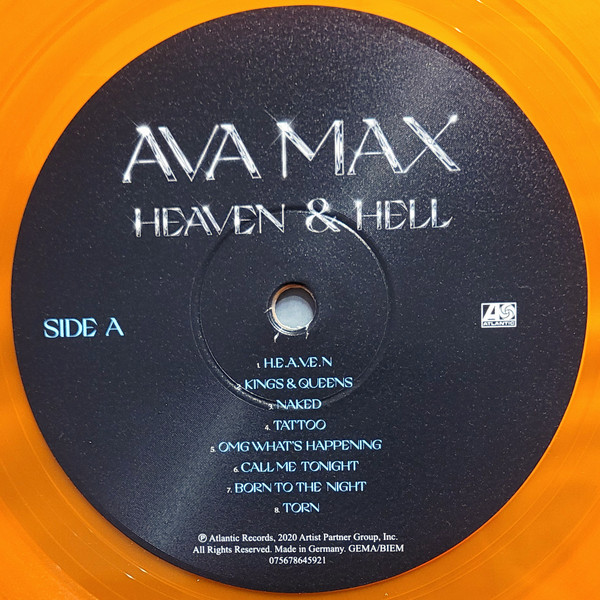 AVA MAX
HEAVEN & HELL
SIDE A
ATLANTIC
1. H.E.A.V.E.N
2. KINGS & QUEENS
3. NAKED
4. TATTOO
5. OMG WHAT'S HAPPENING
6. CALL ME TONIGHT
7. BORN TO THE NIGHT
8. TORN
℗ Atlantic Records, 2020 Artist Partner Group, Inc.
All Rights Reserved. Made in Germany. GEMA/BIEM
075678645921